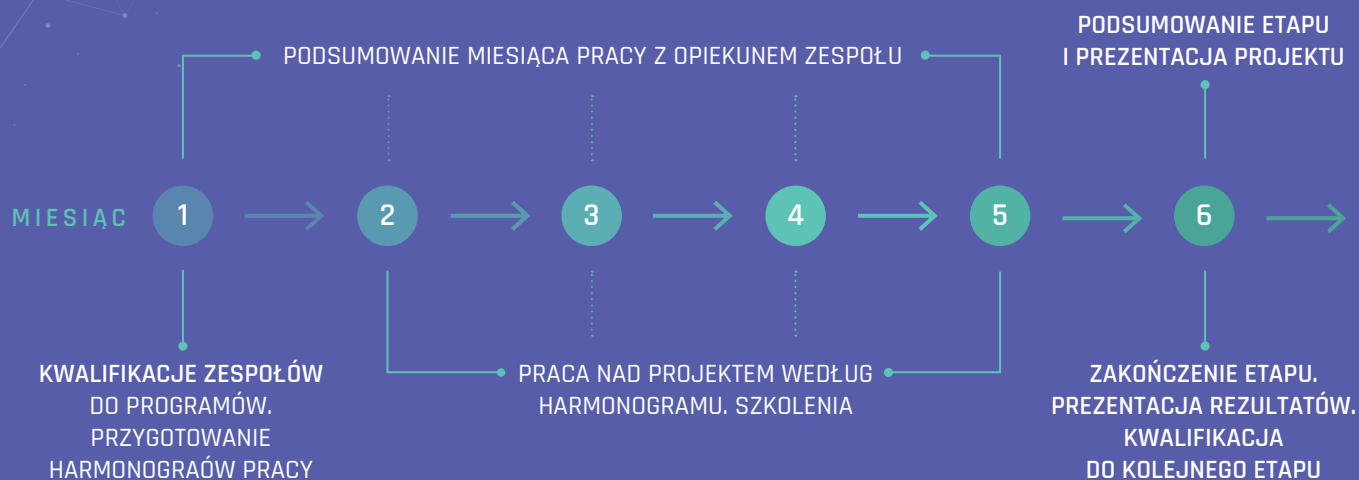 PODSUMOWANIE MIESIĄCA PRACY Z OPIEKUNEM ZESPOŁU
PODSUMOWANIE ETAPU
I PREZENTACJA PROJEKTU
MIESIĄC 1 2 3 4 5 6
KWALIFIKACJE ZESPOŁÓW
DO PROGRAMÓW.
PRZYGOTOWANIE
HARMONOGRAÓW PRACY
PRACA NAD PROJEKTEM WEDŁUG
HARMONOGRAMU. SZKOLENIA
ZAKOŃCZENIE ETAPU.
PREZENTACJA REZULTATÓW.
KWALIFIKACJA
DO KOLEJNEGO ETAPU